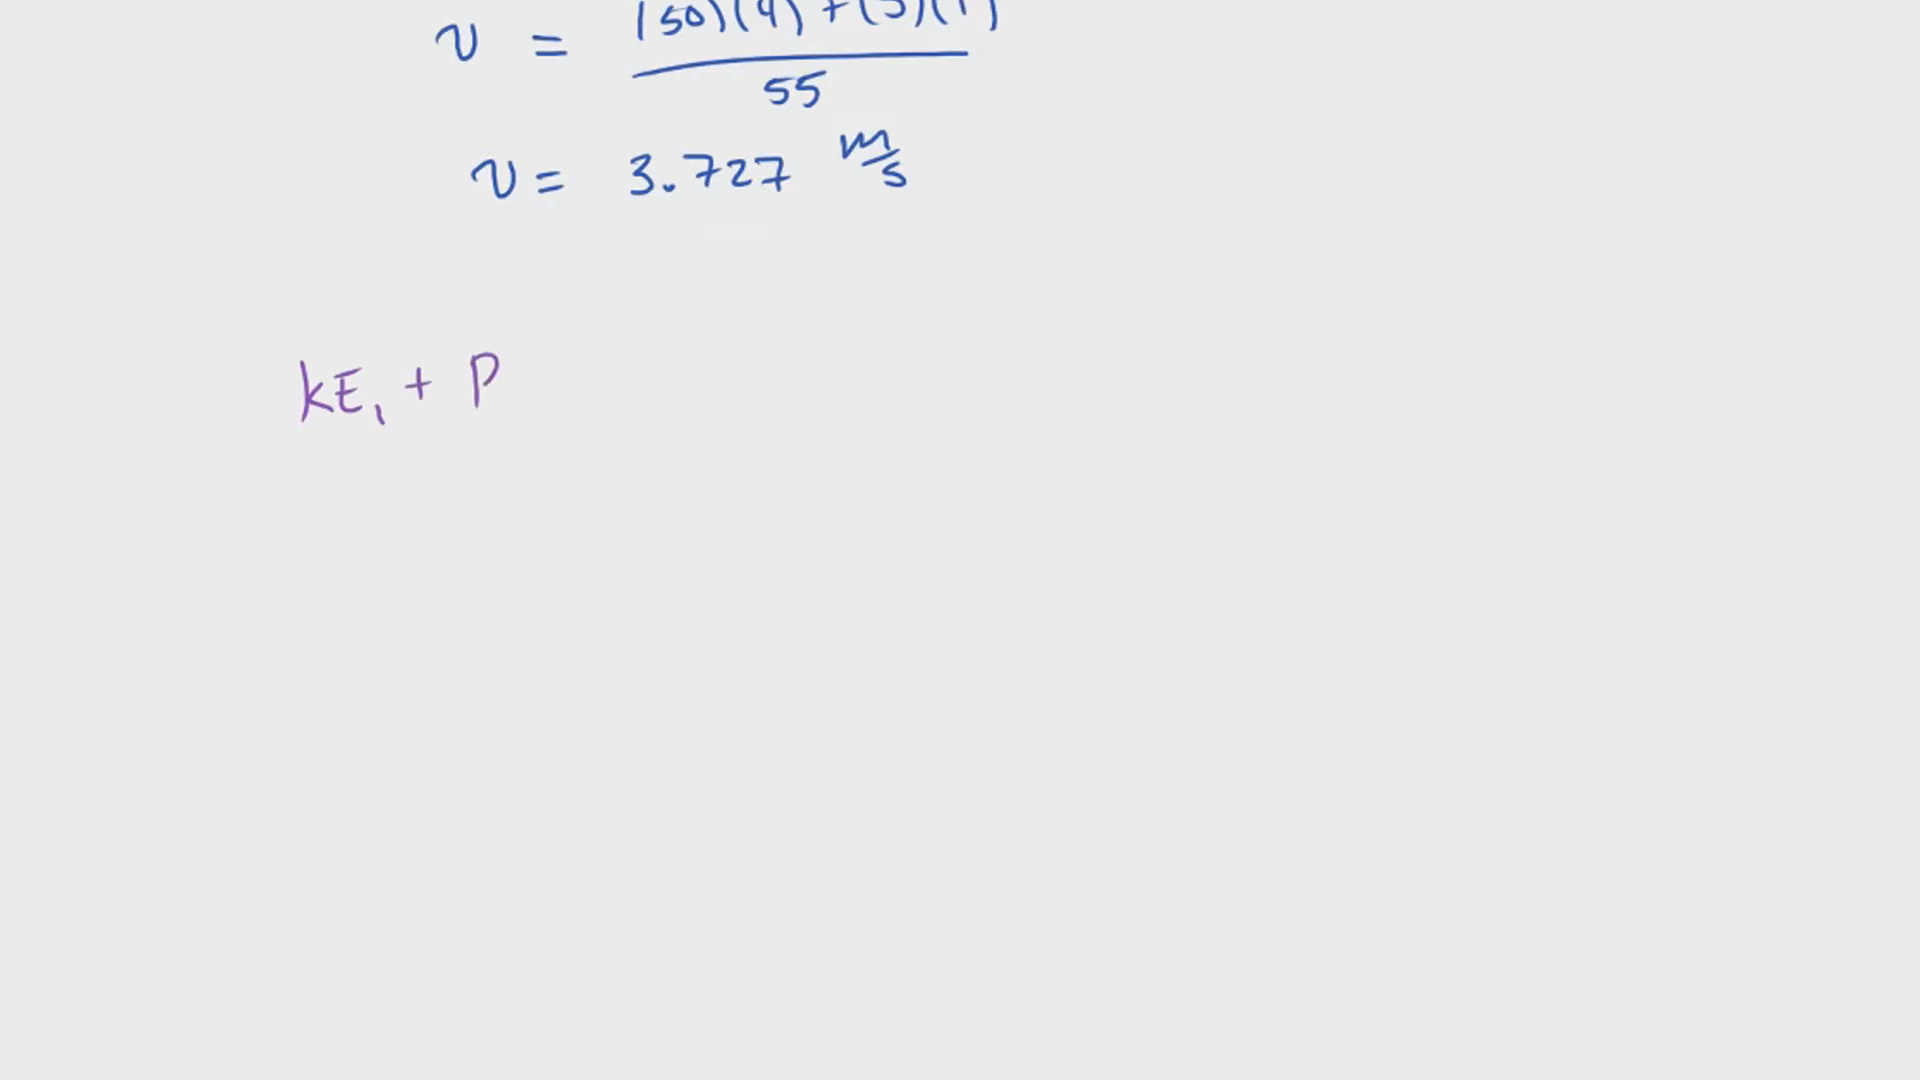 v = (50)(4) + (5)(1)
55
v = 3.727 m/s
KE₁ + P